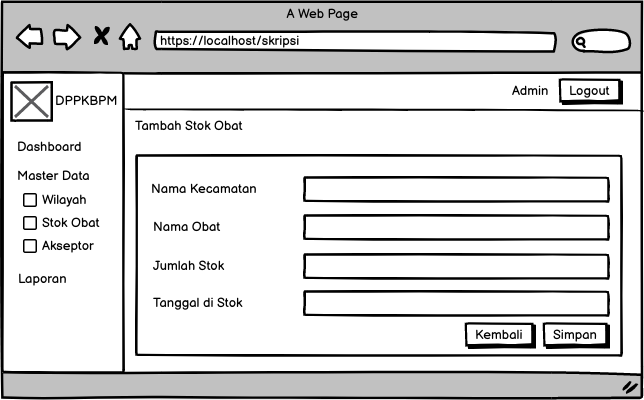 A Web Page
https://localhost/skripsi
DPPKBPM
Admin
Logout
Dashboard
Master Data
Wilayah
Stok Obat
Akseptor
Laporan
Tambah Stok Obat
Nama Kecamatan
Nama Obat
Jumlah Stok
Tanggal di Stok
Kembali
Simpan